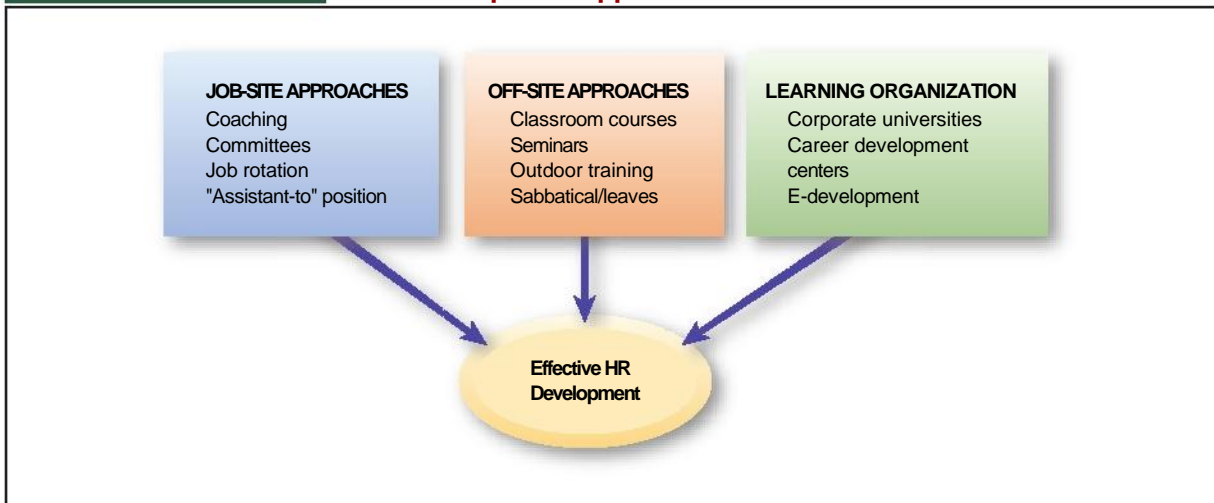 JOB-SITE APPROACHES
Coaching
Committees
Job rotation
"Assistant-to" position
OFF-SITE APPROACHES
Classroom courses
Seminars
Outdoor training
Sabbatical/leaves
LEARNING ORGANIZATION
Corporate universities
Career development
centers
E-development
Effective HR
Development